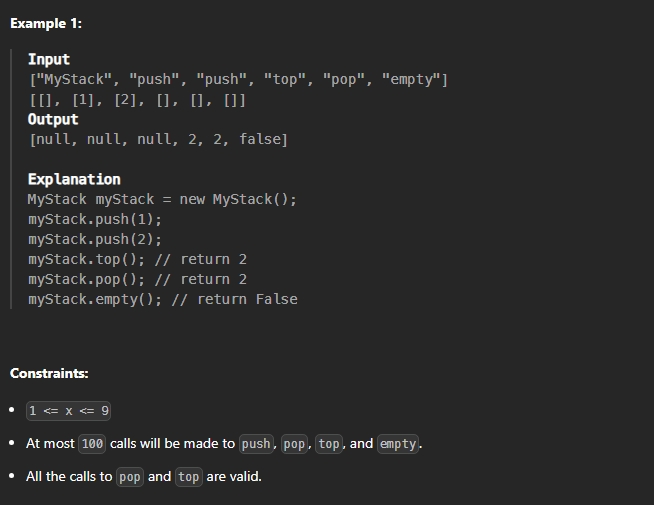 Example 1:
Input
["MyStack", "push", "push", "top", "pop", "empty"]
[[], [1], [2], [], [], []]
Output
[null, null, null, 2, 2, false]
Explanation
MyStack myStack = new MyStack();
myStack.push(1);
myStack.push(2);
myStack.top(); // return 2
myStack.pop(); // return 2
myStack.empty(); // return False
Constraints:
• 1 <= x <= 9
• At most 100 calls will be made to push, pop, top, and empty.
• All the calls to pop and top are valid.